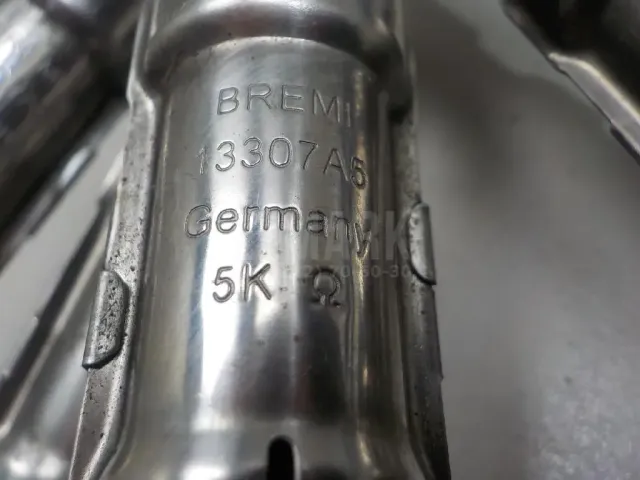 BREMI
13307A5
Germany
5K Ω